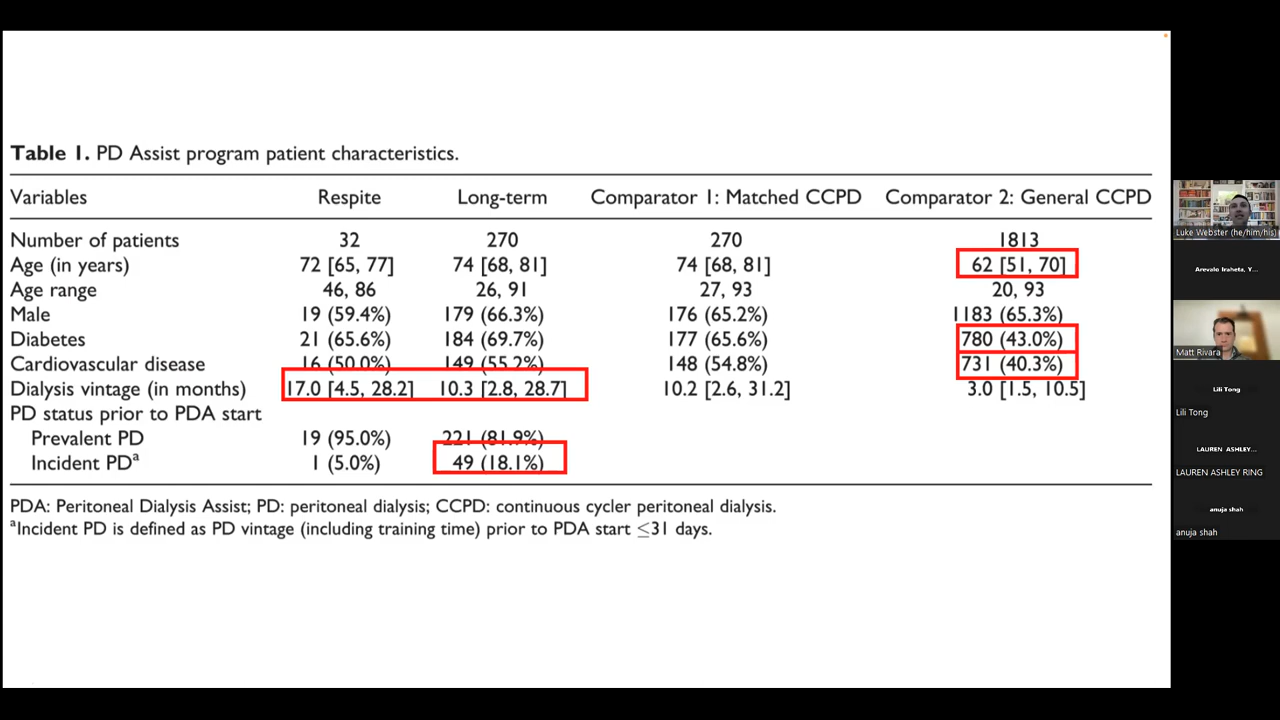 Table 1. PD Assist program patient characteristics.
Variables Respite Long-term Comparator 1: Matched CCPD Comparator 2: General CCPD
Number of patients 32 270 270 1813
Age (in years) 72 [65, 77] 74 [68, 81] 74 [68, 81] 62 [51, 70]
Age range 46, 86 26, 91 27, 93 20, 93
Male 19 (59.4%) 179 (66.3%) 176 (65.2%) 1183 (65.3%)
Diabetes 21 (65.6%) 184 (69.7%) 177 (65.6%) 780 (43.0%)
Cardiovascular disease 16 (50.0%) 149 (55.2%) 148 (54.8%) 731 (40.3%)
Dialysis vintage (in months) 17.0 [4.5, 28.2] 10.3 [2.8, 28.7] 10.2 [2.6, 31.2] 3.0 [1.5, 10.5]
PD status prior to PDA start
Prevalent PD 19 (95.0%) 221 (81.9%)
Incident PDa 1 (5.0%) 49 (18.1%)
PDA: Peritoneal Dialysis Assist; PD: peritoneal dialysis; CCPD: continuous cycler peritoneal dialysis.
aIncident PD is defined as PD vintage (including training time) prior to PDA start ≤31 days.
Luke Webster (he/him/his)
Arevalo Iraheta, Y...
Matt Rivara
Lili Tong
Lili Tong
LAUREN ASHLEY...
LAUREN ASHLEY RING
anuja shah
anuja shah